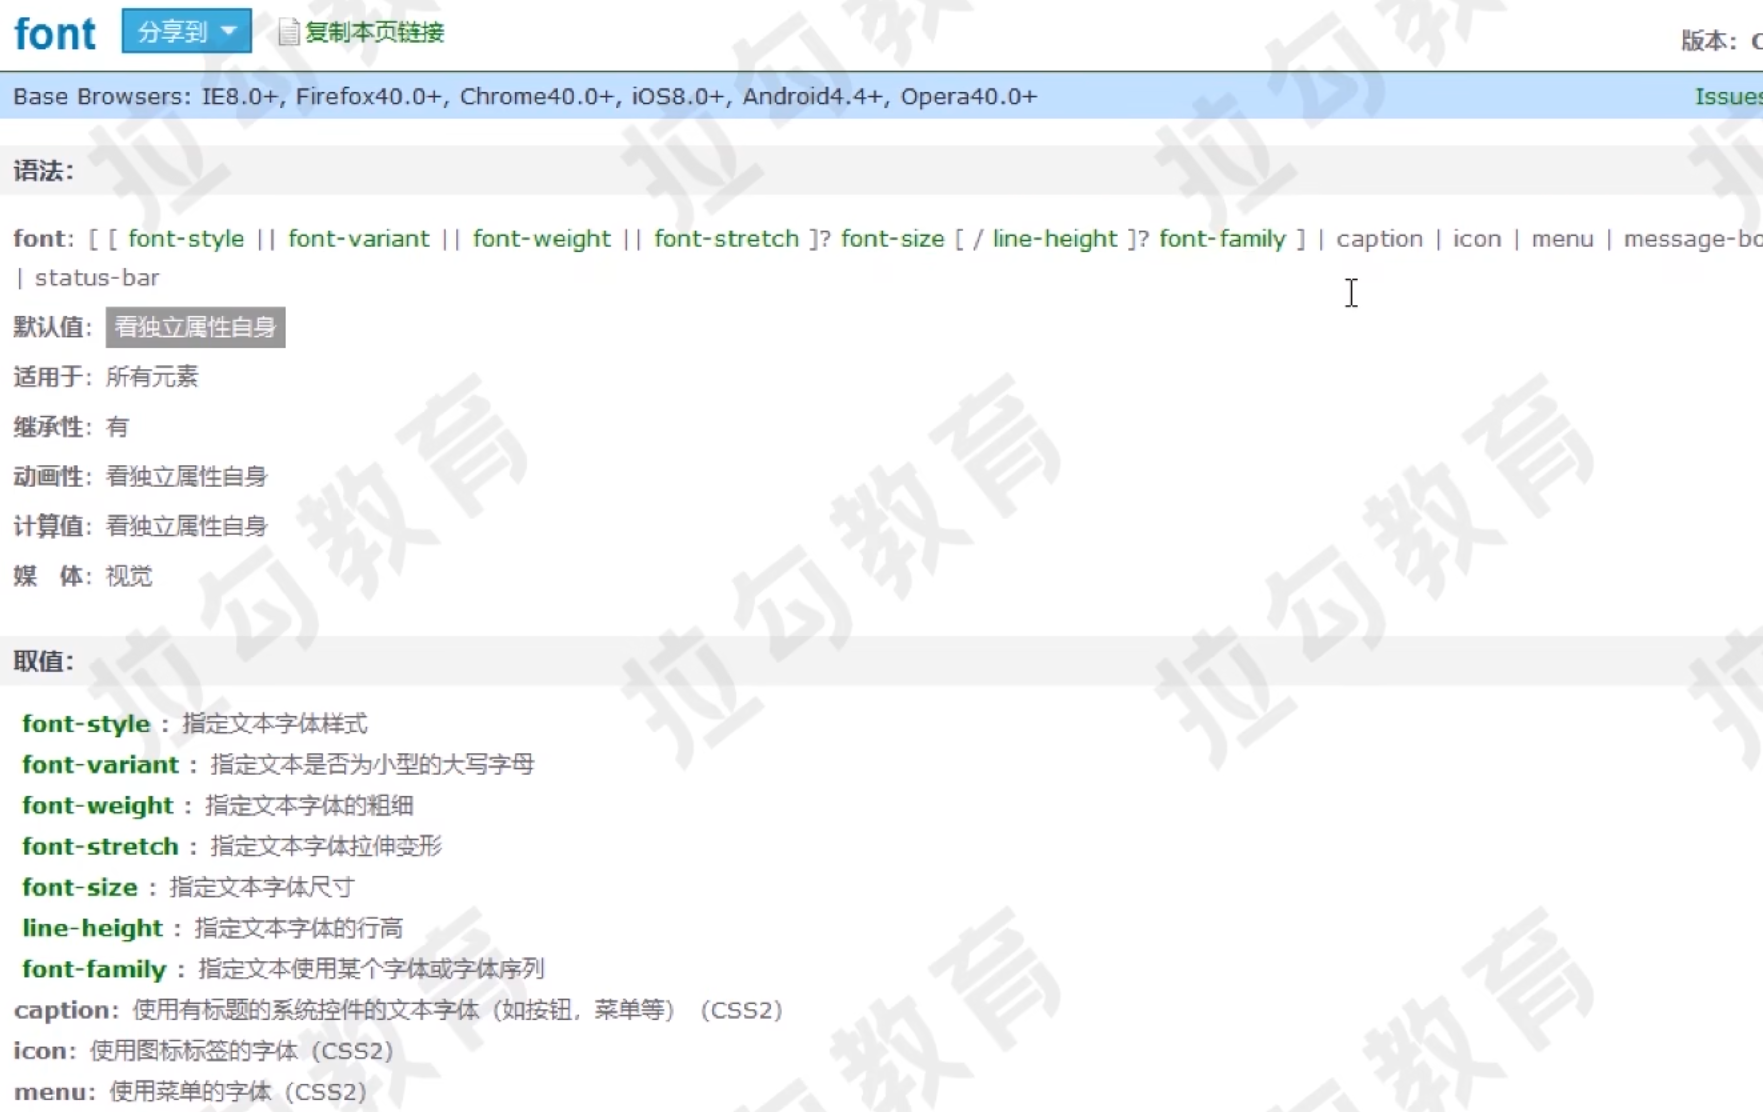 font 分享到 复制本页链接
版本：
Base Browsers: IE8.0+, Firefox40.0+, Chrome40.0+, iOS8.0+, Android4.4+, Opera40.0+ Issues
语法：
font: [ [ font-style || font-variant || font-weight || font-stretch ]? font-size [ / line-height ]? font-family ] | caption | icon | menu | message-bo
| status-bar
默认值：看独立属性自身
适用于：所有元素
继承性：有
动画性：看独立属性自身
计算值：看独立属性自身
媒 体：视觉
取值：
font-style : 指定文本字体样式
font-variant : 指定文本是否为小型的大写字母
font-weight : 指定文本字体的粗细
font-stretch : 指定文本字体拉伸变形
font-size : 指定文本字体尺寸
line-height : 指定文本字体的行高
font-family : 指定文本使用某个字体或字体序列
caption: 使用有标题的系统控件的文本字体（如按钮，菜单等）（CSS2）
icon: 使用图标标签的字体（CSS2）
menu: 使用菜单的字体（CSS2）
拉勾教育